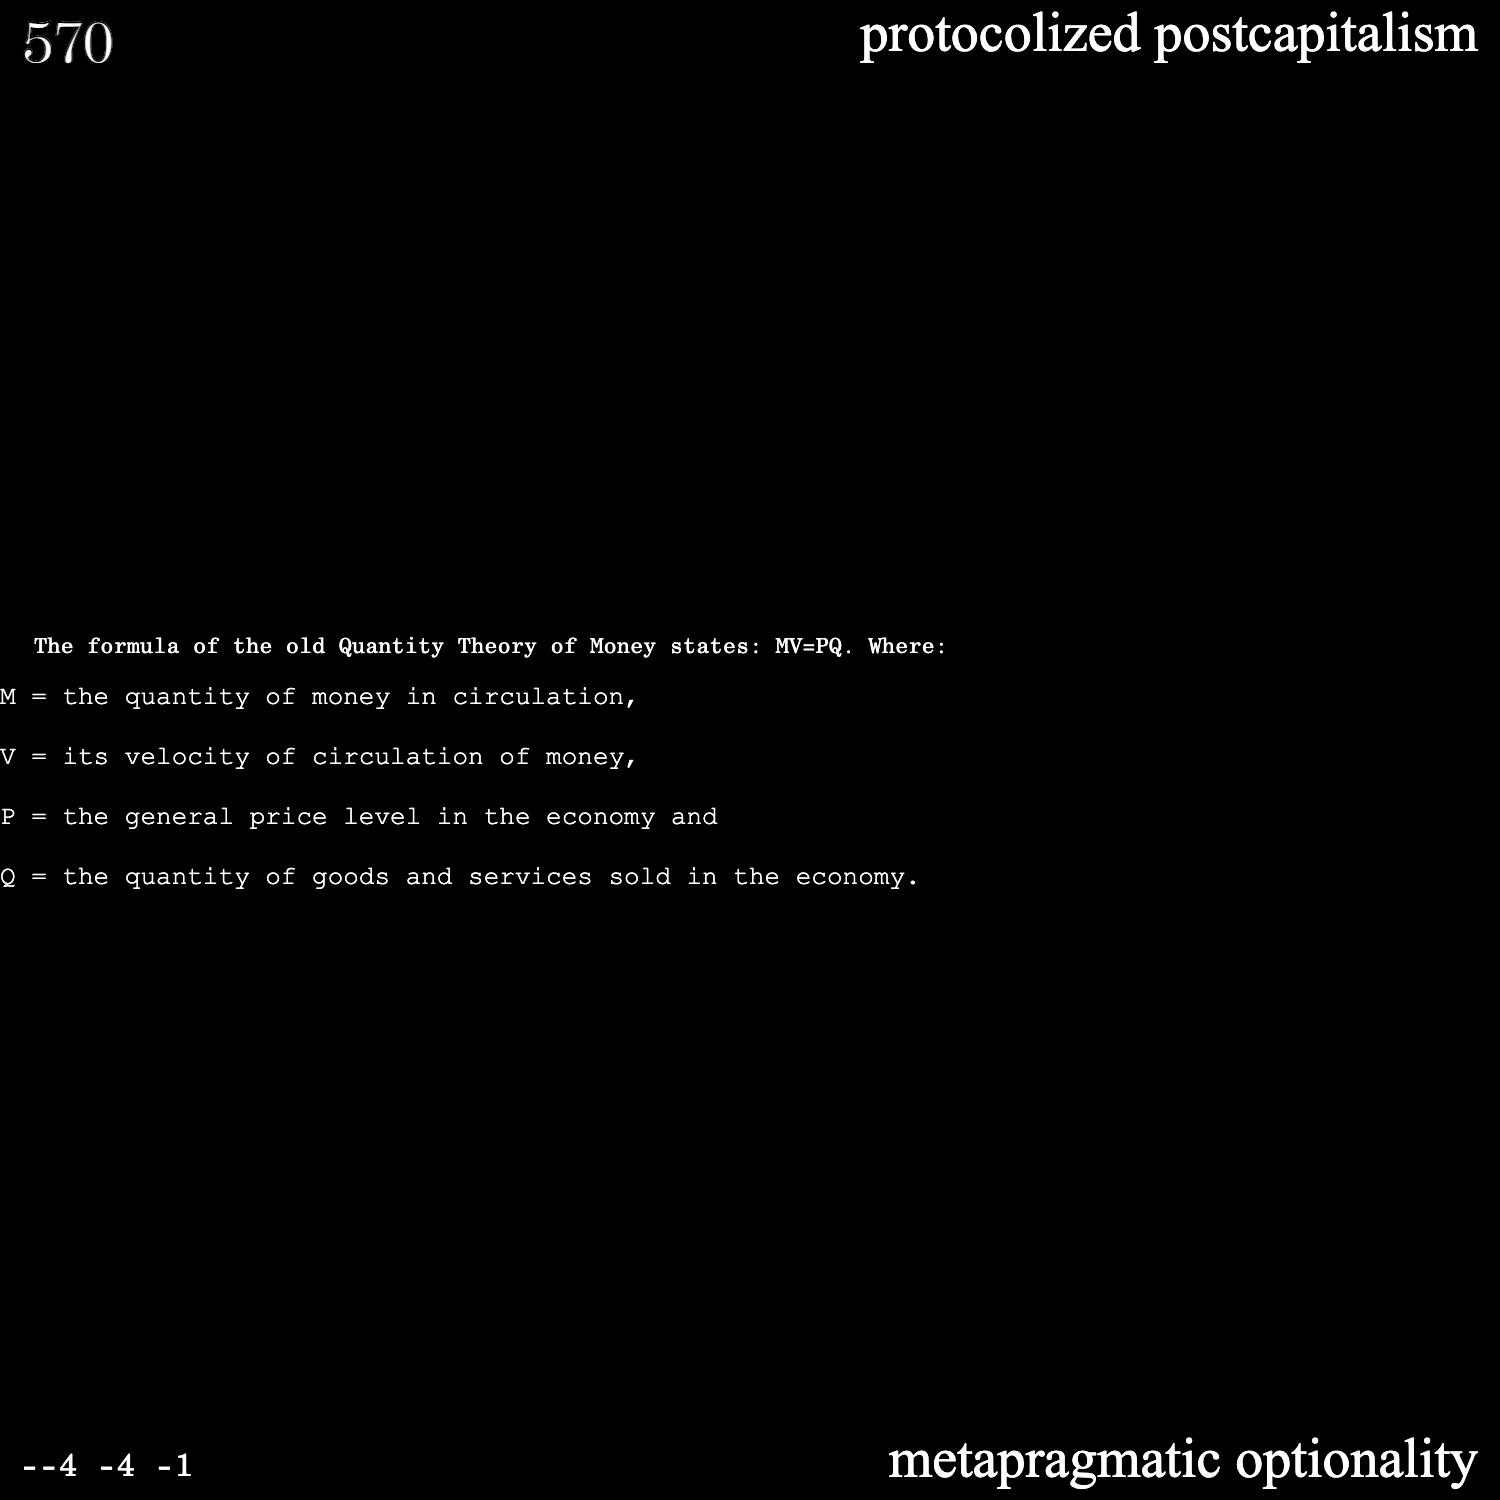 570
protocolized postcapitalism
The formula of the old Quantity Theory of Money states: MV=PQ. Where:
M = the quantity of money in circulation,
V = its velocity of circulation of money,
P = the general price level in the economy and
Q = the quantity of goods and services sold in the economy.
--4 -4 -1
metapragmatic optionality